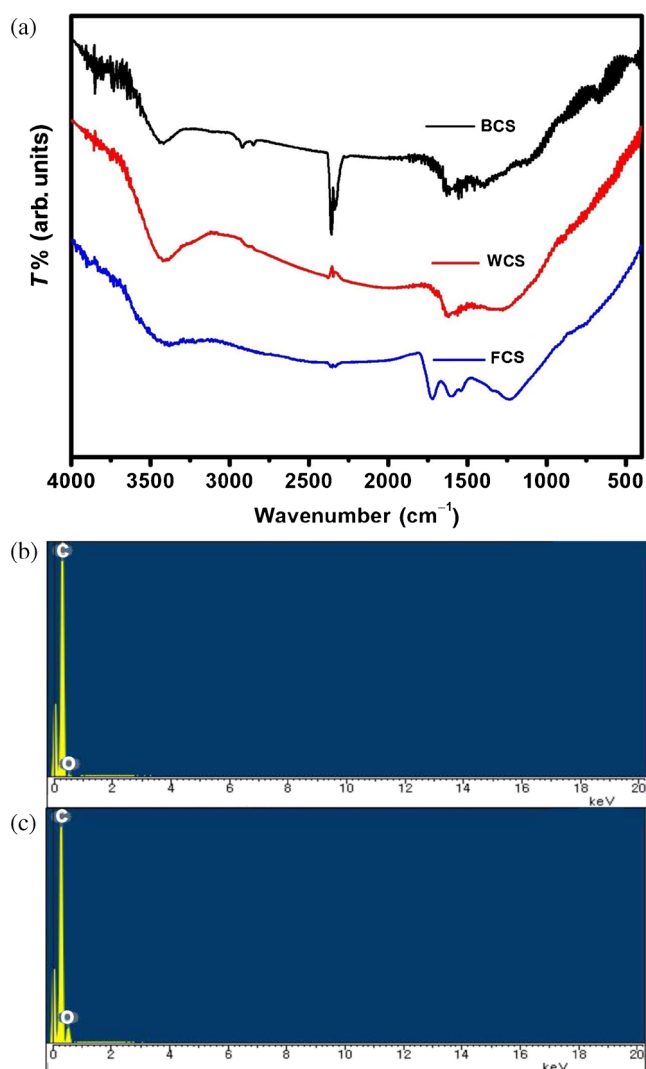 (a)
BCS
WCS
FCS
T% (arb. units)
4000 3500 3000 2500 2000 1500 1000 500
Wavenumber (cm⁻¹)
(b)
C
O
0 2 4 6 8 10 12 14 16 18 20
keV
(c)
C
O
0 2 4 6 8 10 12 14 16 18 20
keV